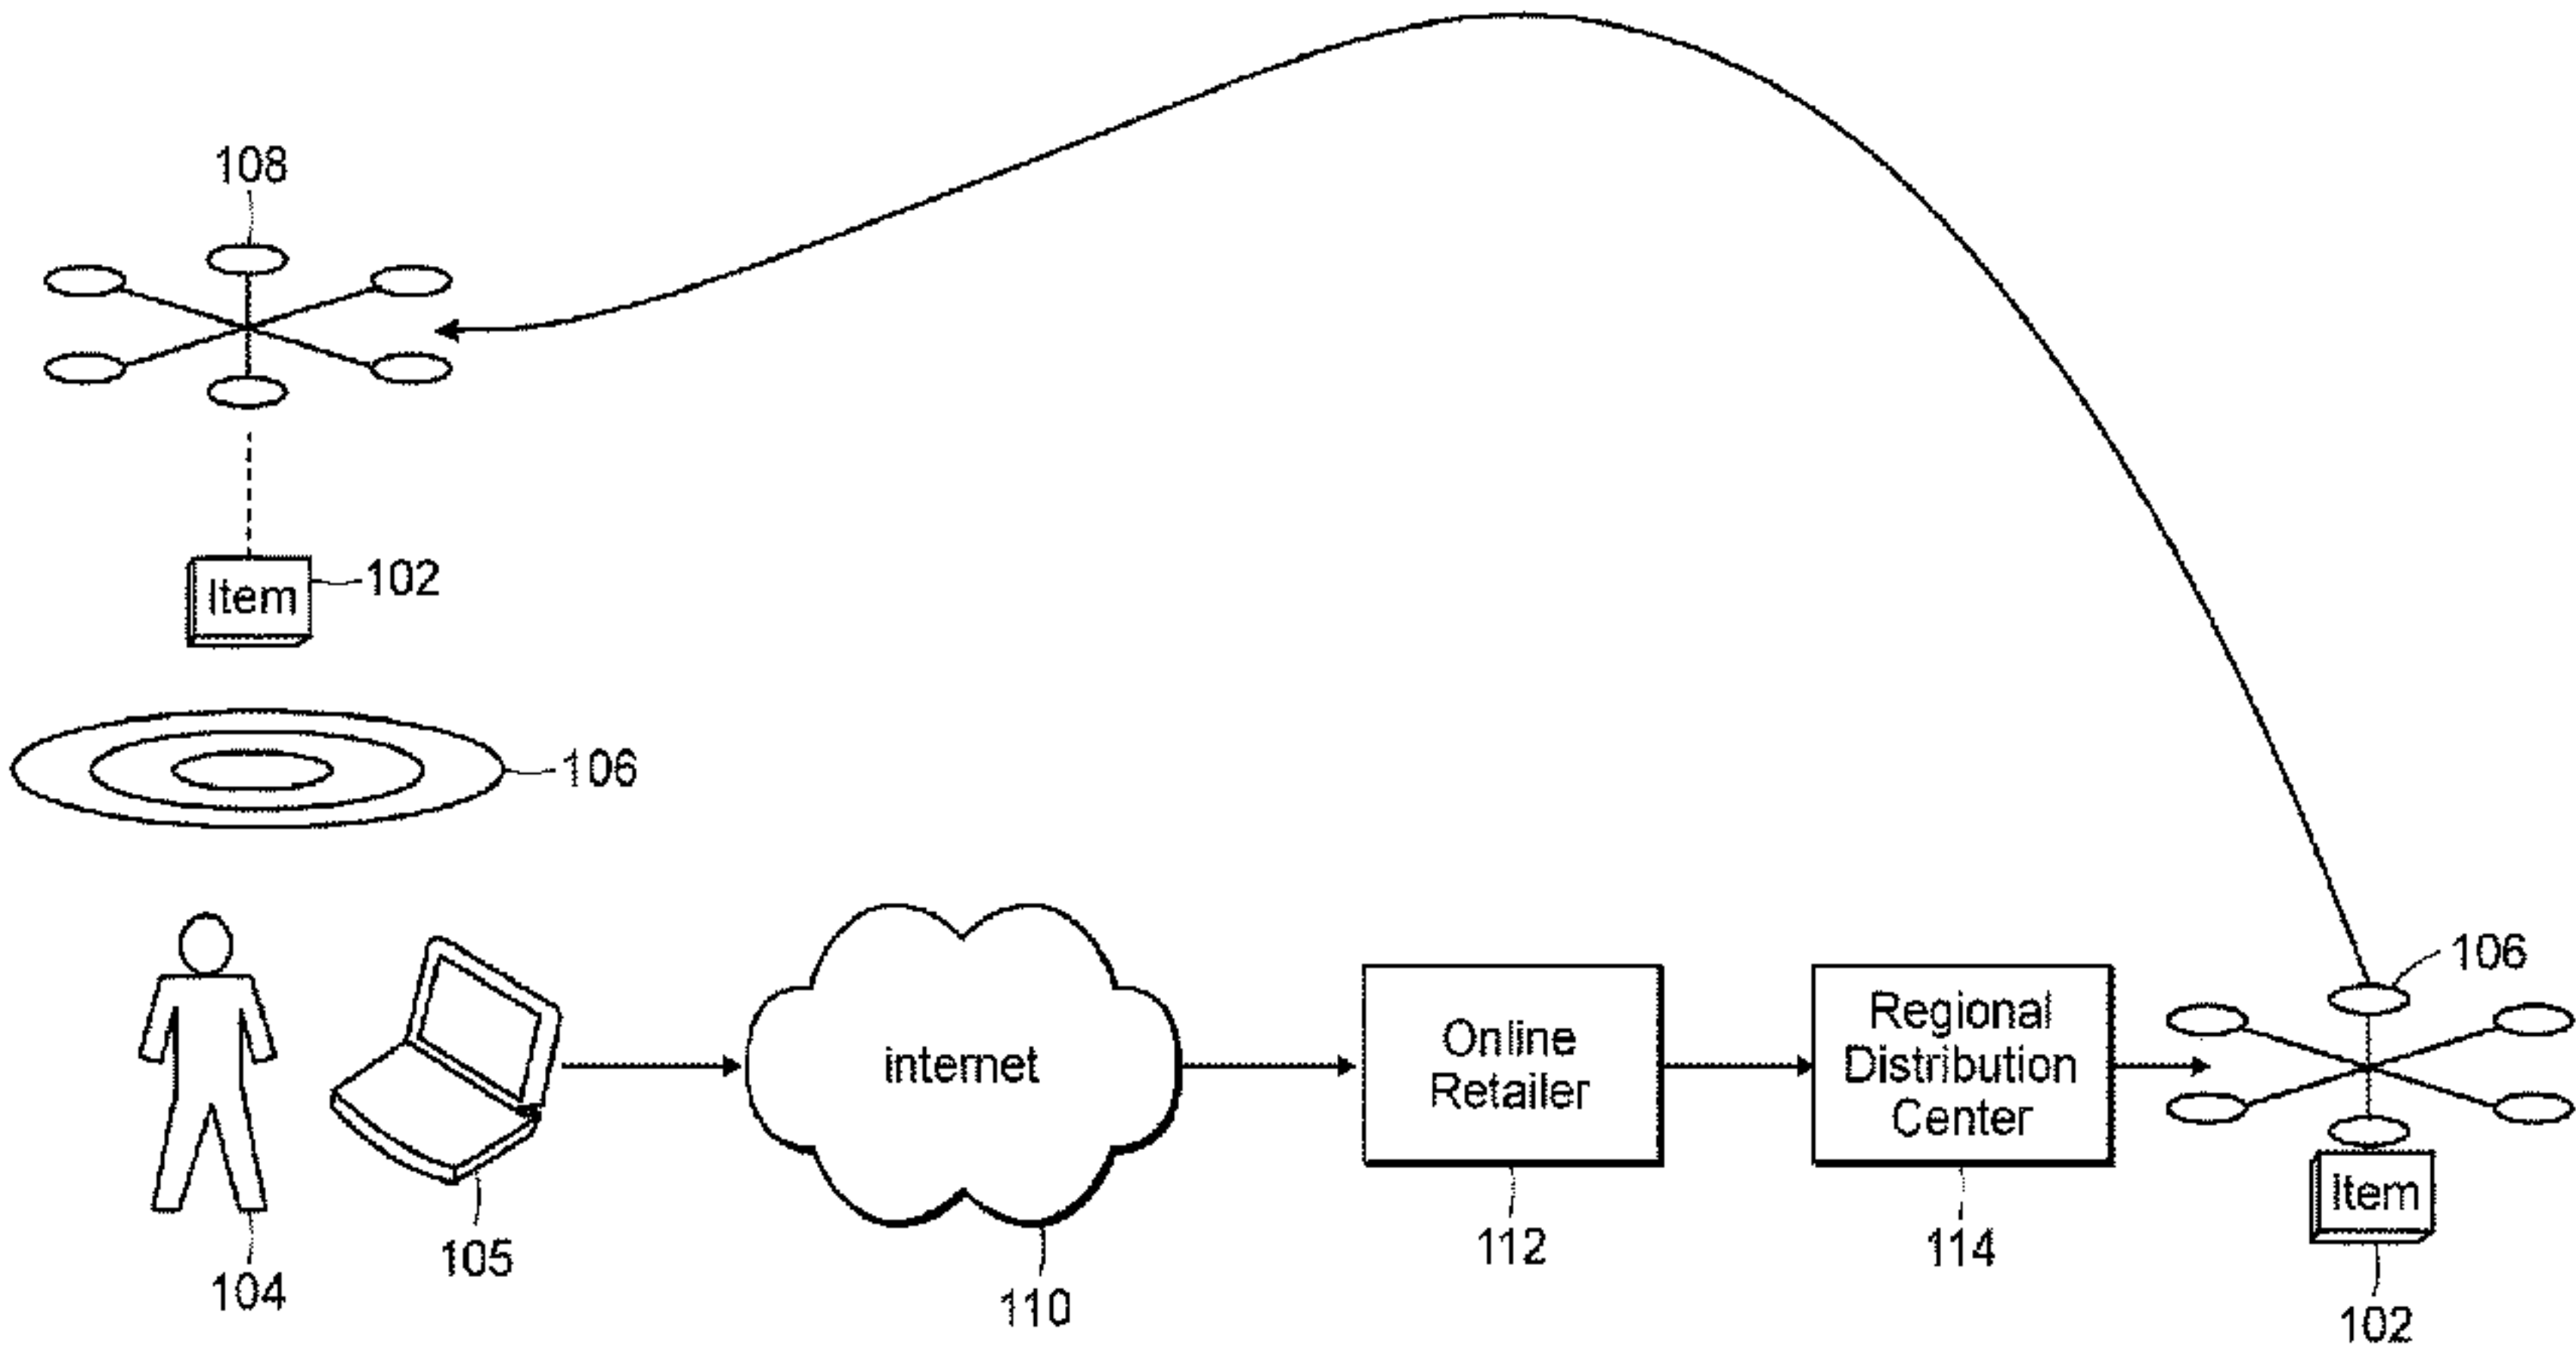 108
Item
102
106
internet
Online
Retailer
Regional
Distribution
Center
106
Item
104
105
110
112
114
102